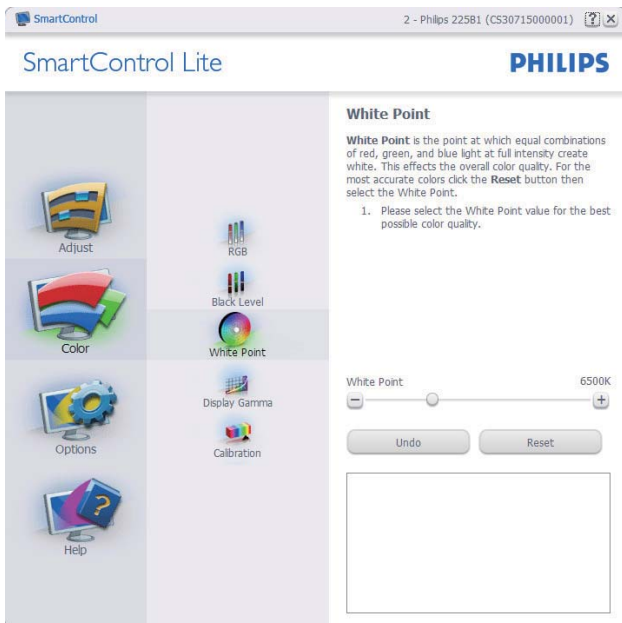 SmartControl
2 - Philips 225B1 (CS30715000001)
SmartControl Lite
PHILIPS
Adjust
Color
Options
Help
RGB
Black Level
White Point
Display Gamma
Calibration
White Point
White Point is the point at which equal combinations
of red, green, and blue light at full intensity create
white. This effects the overall color quality. For the
most accurate colors click the Reset button then
select the White Point.
1. Please select the White Point value for the best
possible color quality.
White Point 6500K
Undo Reset